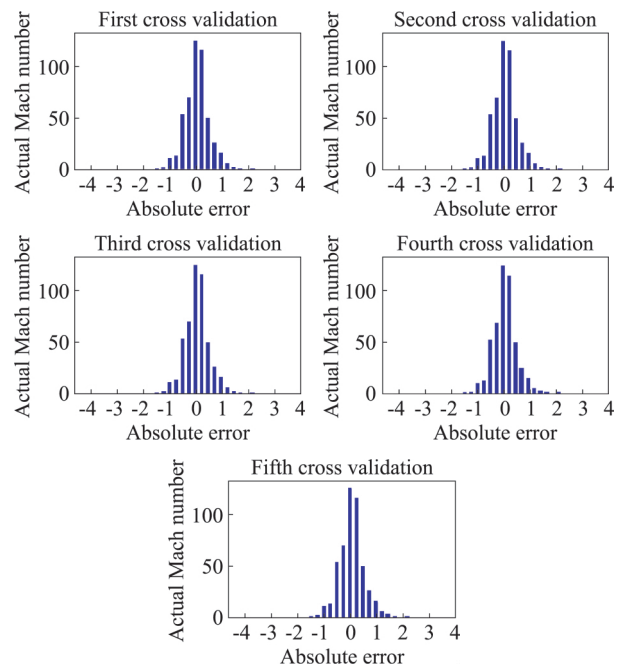 First cross validation
Actual Mach number
100
50
0
-4 -3 -2 -1 0 1 2 3 4
Absolute error
Second cross validation
Actual Mach number
100
50
0
-4 -3 -2 -1 0 1 2 3 4
Absolute error
Third cross validation
Actual Mach number
100
50
0
-4 -3 -2 -1 0 1 2 3 4
Absolute error
Fourth cross validation
Actual Mach number
100
50
0
-4 -3 -2 -1 0 1 2 3 4
Absolute error
Fifth cross validation
Actual Mach number
100
50
0
-4 -3 -2 -1 0 1 2 3 4
Absolute error